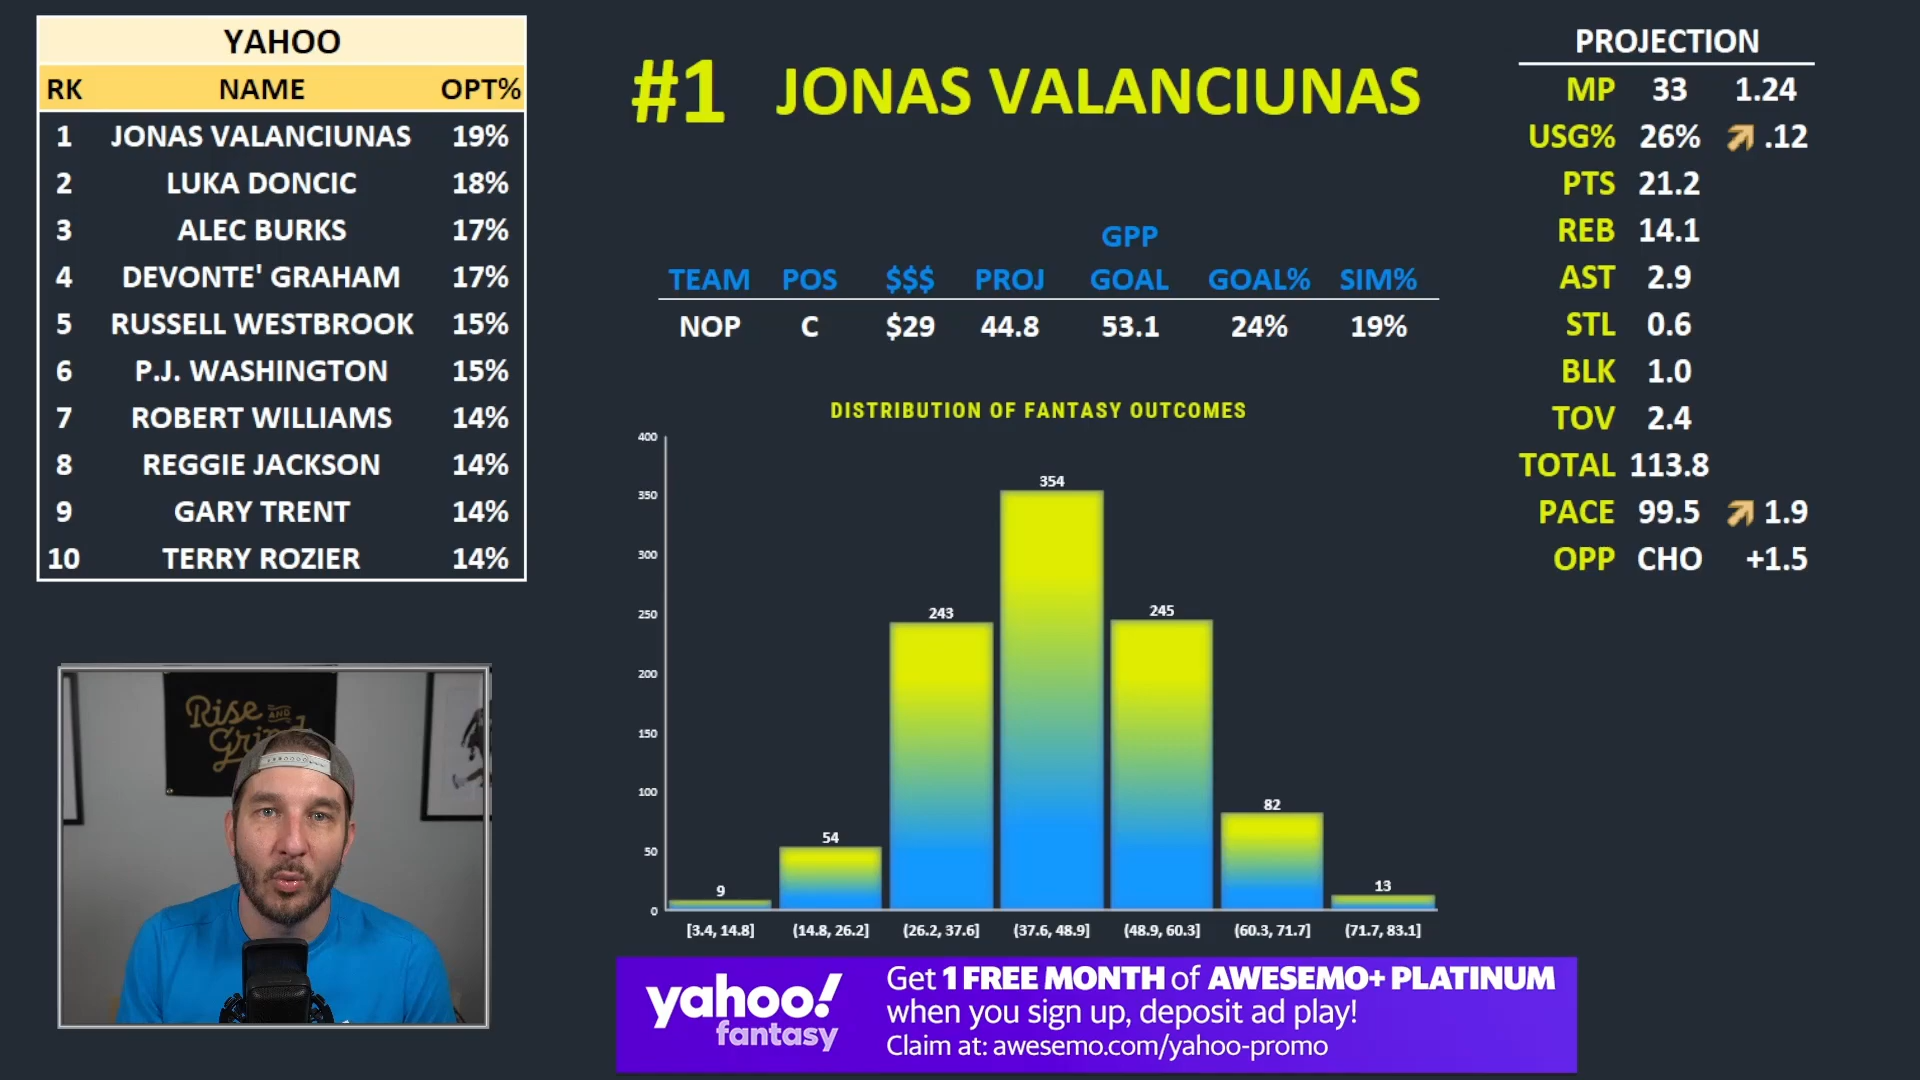 YAHOO
RK NAME OPT%
1 JONAS VALANCIUNAS 19%
2 LUKA DONCIC 18%
3 ALEC BURKS 17%
4 DEVONTE' GRAHAM 17%
5 RUSSELL WESTBROOK 15%
6 P.J. WASHINGTON 15%
7 ROBERT WILLIAMS 14%
8 REGGIE JACKSON 14%
9 GARY TRENT 14%
10 TERRY ROZIER 14%
Rise AND
Grind
#1 JONAS VALANCIUNAS
GPP
TEAM POS $$$ PROJ GOAL GOAL% SIM%
NOP C $29 44.8 53.1 24% 19%
DISTRIBUTION OF FANTASY OUTCOMES
400
350
300
250
200
150
100
50
0
9
54
243
354
245
82
13
[3.4, 14.8] (14.8, 26.2] (26.2, 37.6] (37.6, 48.9] (48.9, 60.3] (60.3, 71.7] (71.7, 83.1]
PROJECTION
MP 33 1.24
USG% 26% .12
PTS 21.2
REB 14.1
AST 2.9
STL 0.6
BLK 1.0
TOV 2.4
TOTAL 113.8
PACE 99.5 1.9
OPP CHO +1.5
yahoo!
fantasy
Get 1 FREE MONTH of AWESEMO+ PLATINUM
when you sign up, deposit ad play!
Claim at: awesemo.com/yahoo-promo